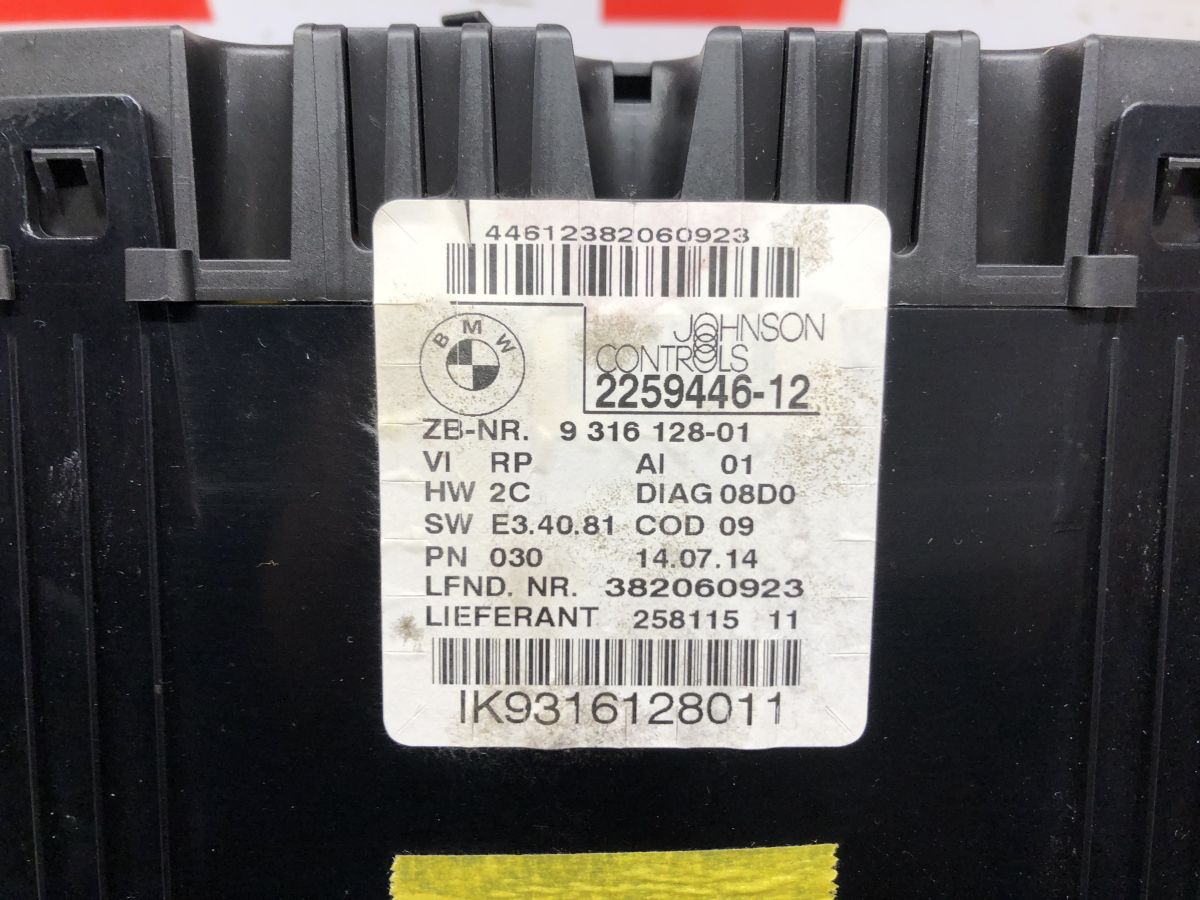 44612382060923
BMW
JOHNSON
CONTROLS
2259446-12
ZB-NR. 9 316 128-01
VI RP AI 01
HW 2C DIAG 08D0
SW E3.40.81 COD 09
PN 030 14.07.14
LFND. NR. 382060923
LIEFERANT 258115 11
IK9316128011